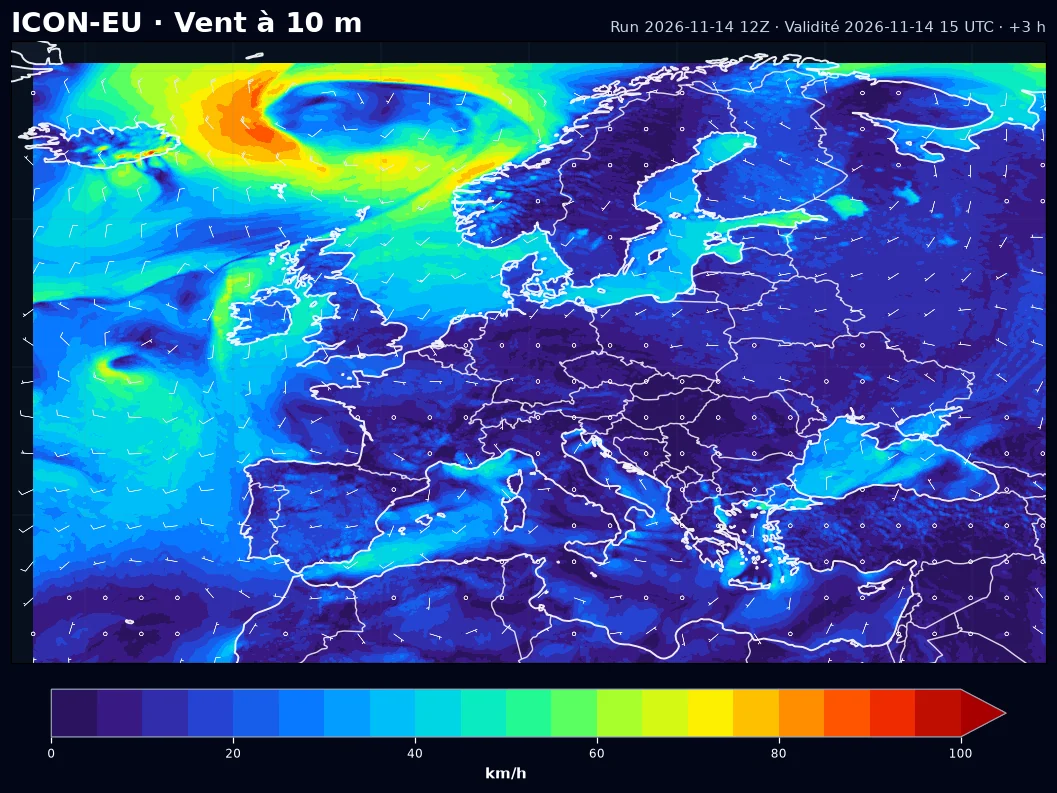 ICON-EU · Vent à 10 m
Run 2026-11-14 12Z · Validité 2026-11-14 15 UTC · +3 h
0 20 40 60 80 100
km/h